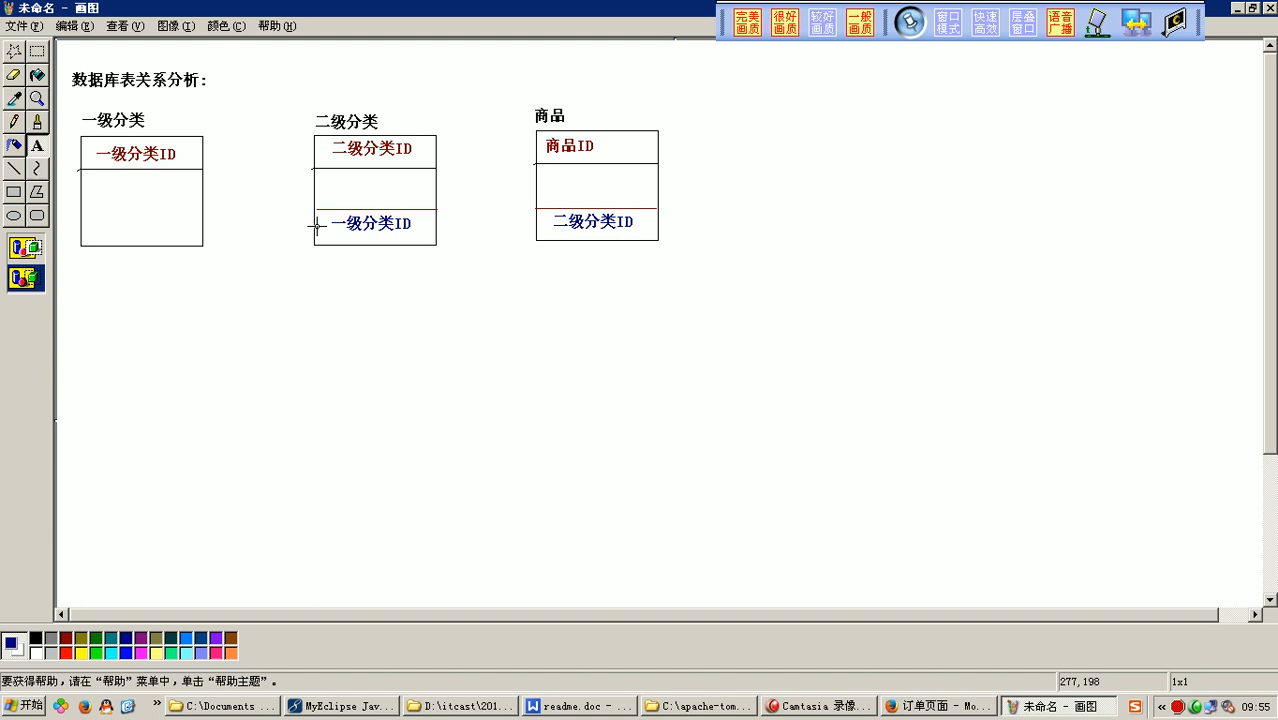 未命名 - 画图
文件(F) 编辑(E) 查看(V) 图像(I) 颜色(C) 帮助(H)
完美画质 很好画质 较好画质 一般画质 窗口模式 快速高效 层叠窗口 语音广播
数据库表关系分析:
一级分类 二级分类 商品
一级分类ID 二级分类ID 商品ID
一级分类ID 二级分类ID
要获得帮助,请在“帮助”菜单中,单击“帮助主题”。 277,198 1x1
开始 C:\Documents ... MyEclipse Jav... D:\itcast\201... readme.doc - ... C:\apache-tom... Camtasia 录像... 订单页面 - Mo... 未命名 - 画图 09:55